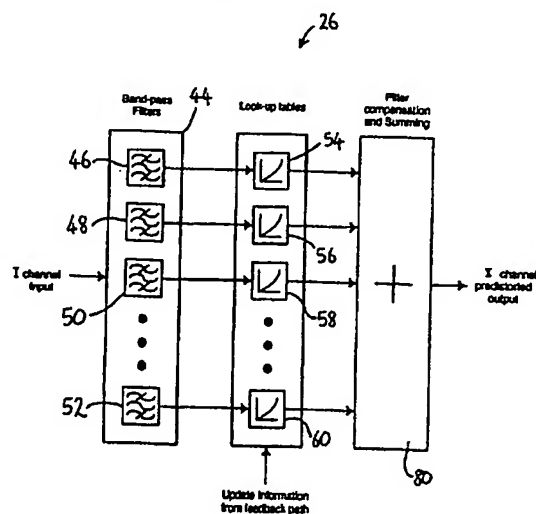 26
Band-pass
Filters
44
Look-up tables
Filter
compensation
and Summing
46
54
48
56
I channel
input
50
58
+
I channel
predistorted
output
52
60
80
Update information
from feedback path